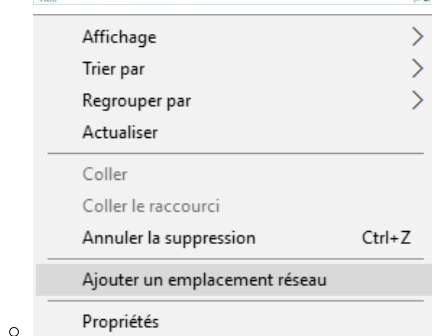 Affichage
Trier par
Regrouper par
Actualiser
Coller
Coller le raccourci
Annuler la suppression Ctrl+Z
Ajouter un emplacement réseau
Propriétés